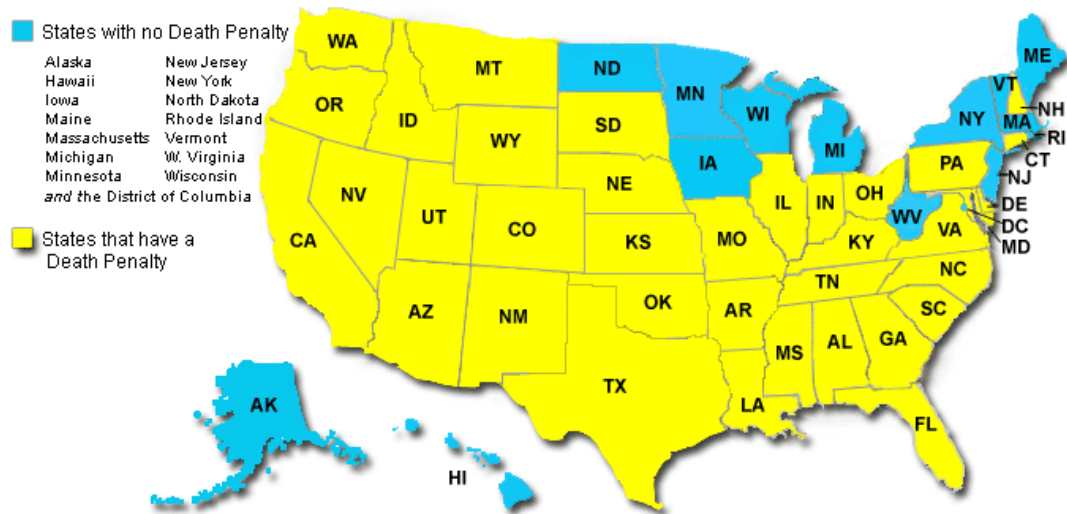 States with no Death Penalty
Alaska New Jersey
Hawaii New York
Iowa North Dakota
Maine Rhode Island
Massachusetts Vermont
Michigan W. Virginia
Minnesota Wisconsin
and the District of Columbia
States that have a
Death Penalty
WA
MT
ND
MN
ME
VT
NH
OR
ID
WY
SD
WI
MI
NY
MA
RI
CT
NV
UT
CO
NE
IA
IL
IN
OH
PA
NJ
DE
DC
MD
CA
KS
MO
KY
WV
VA
AZ
NM
OK
AR
TN
NC
SC
TX
LA
MS
AL
GA
FL
AK
HI